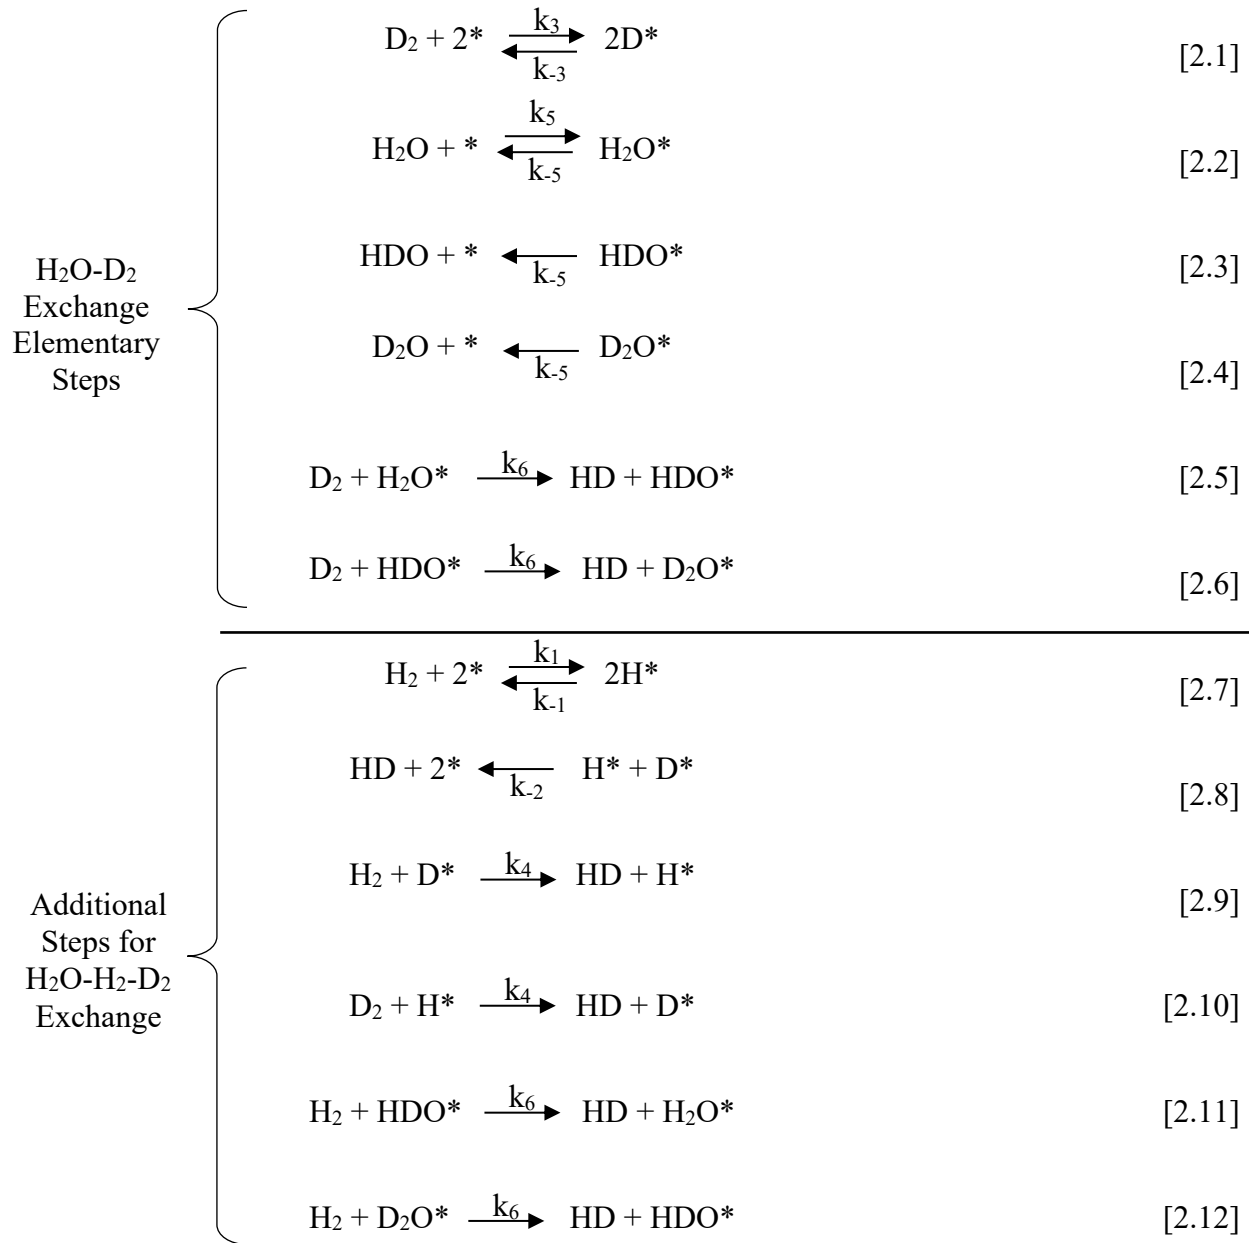 D₂ + 2* k₃ k₋₃ 2D* [2.1]
H₂O + * k₅ k₋₅ H₂O* [2.2]
HDO + * k₋₅ HDO* [2.3]
D₂O + * k₋₅ D₂O* [2.4]
D₂ + H₂O* k₆ HD + HDO* [2.5]
D₂ + HDO* k₆ HD + D₂O* [2.6]
H₂O-D₂
Exchange
Elementary
Steps
H₂ + 2* k₁ k₋₁ 2H* [2.7]
HD + 2* k₋₂ H* + D* [2.8]
H₂ + D* k₄ HD + H* [2.9]
D₂ + H* k₄ HD + D* [2.10]
H₂ + HDO* k₆ HD + H₂O* [2.11]
H₂ + D₂O* k₆ HD + HDO* [2.12]
Additional
Steps for
H₂O-H₂-D₂
Exchange